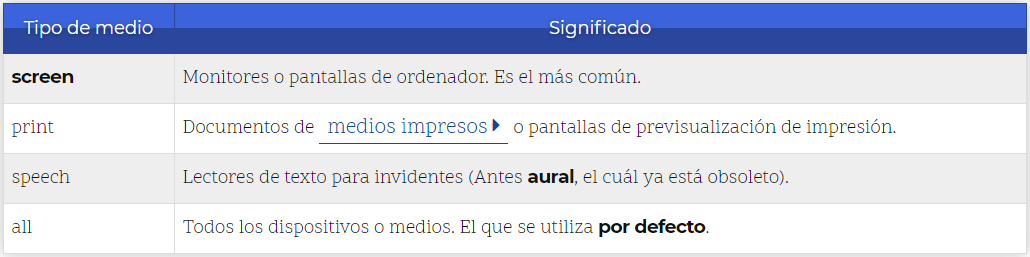 Tipo de medio Significado
screen Monitores o pantallas de ordenador. Es el más común.
print Documentos de medios impresos o pantallas de previsualización de impresión.
speech Lectores de texto para invidentes (Antes aural, el cuál ya está obsoleto).
all Todos los dispositivos o medios. El que se utiliza por defecto.